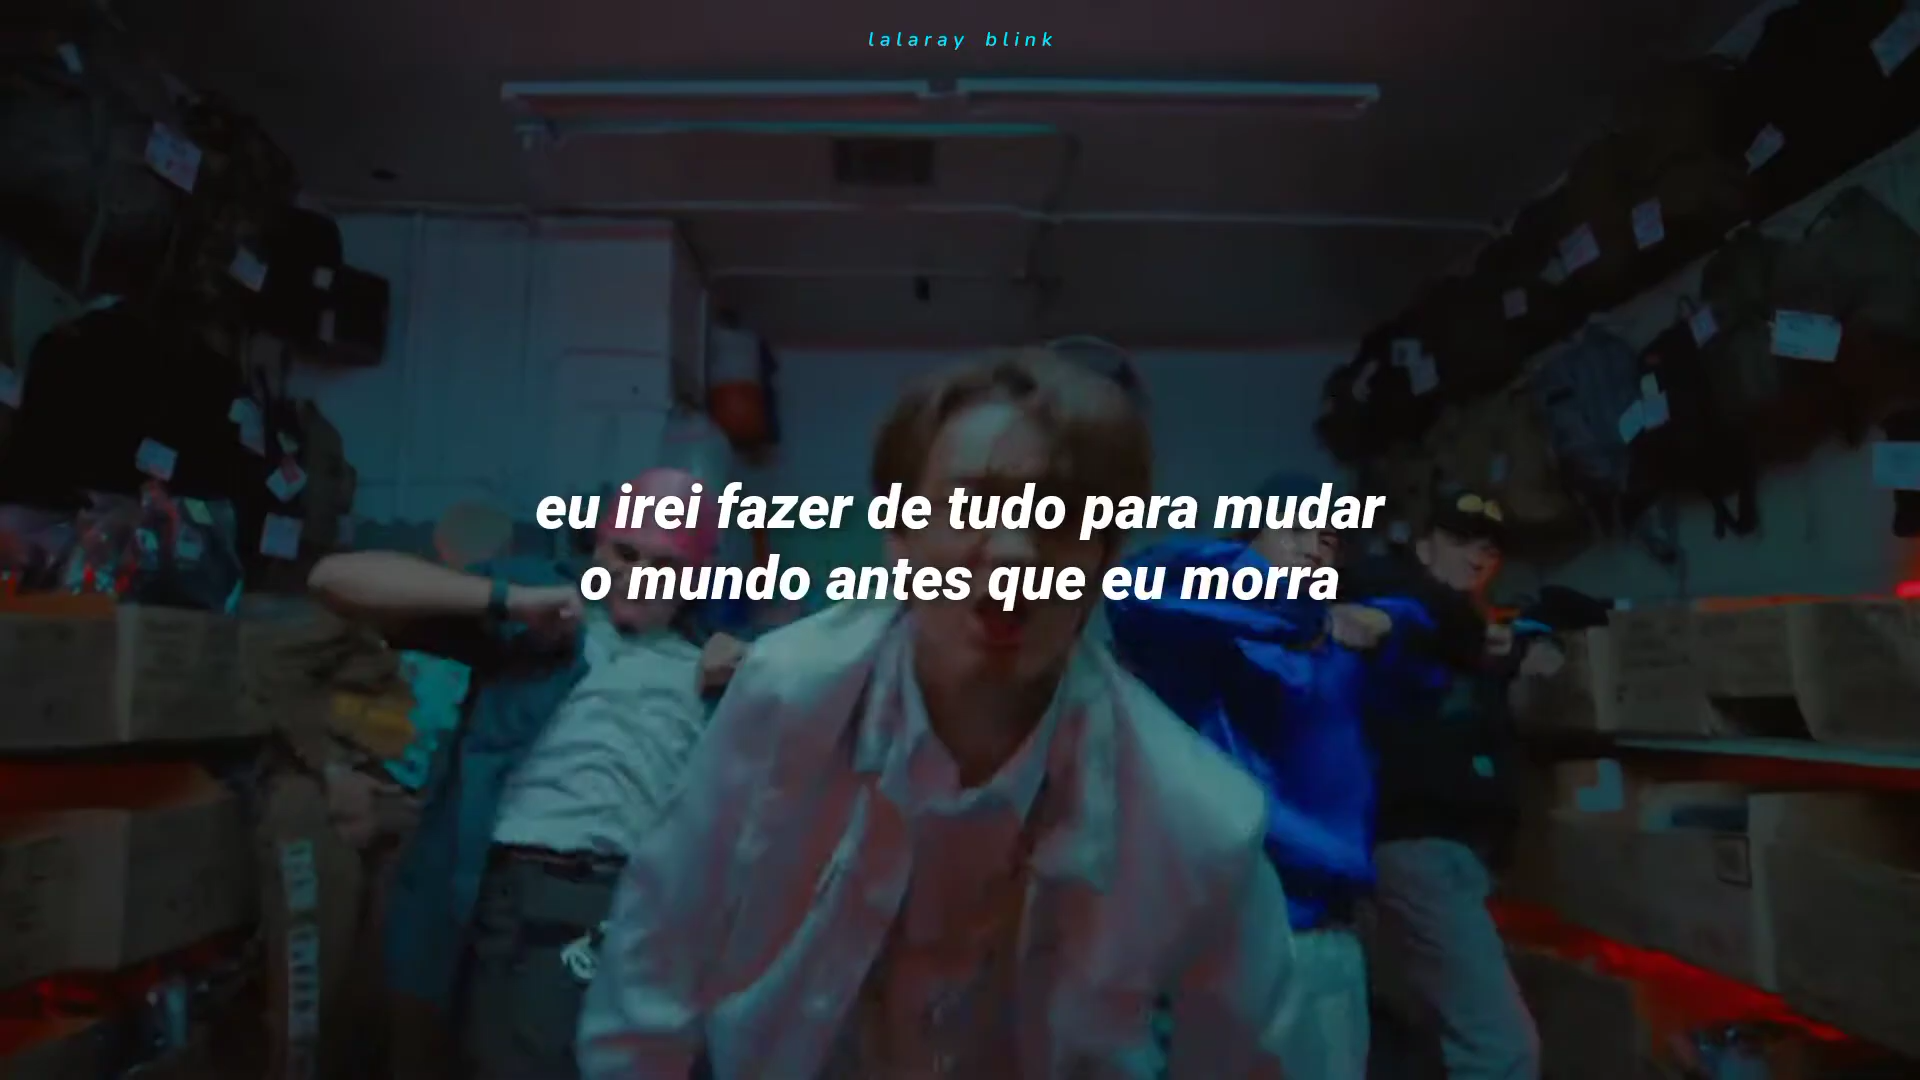 lalaray blink
eu irei fazer de tudo para mudar
o mundo antes que eu morra